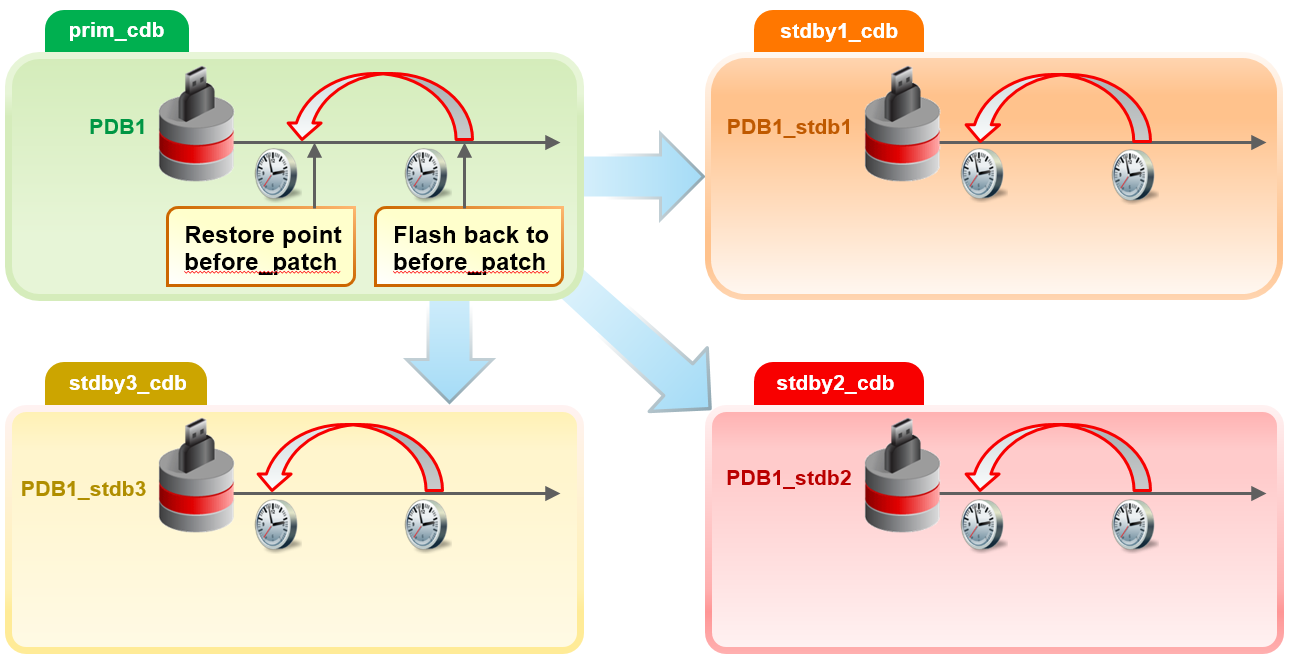 prim_cdb
PDB1
Restore point
before_patch
Flash back to
before_patch
stdby1_cdb
PDB1_stdb1
stdby3_cdb
PDB1_stdb3
stdby2_cdb
PDB1_stdb2